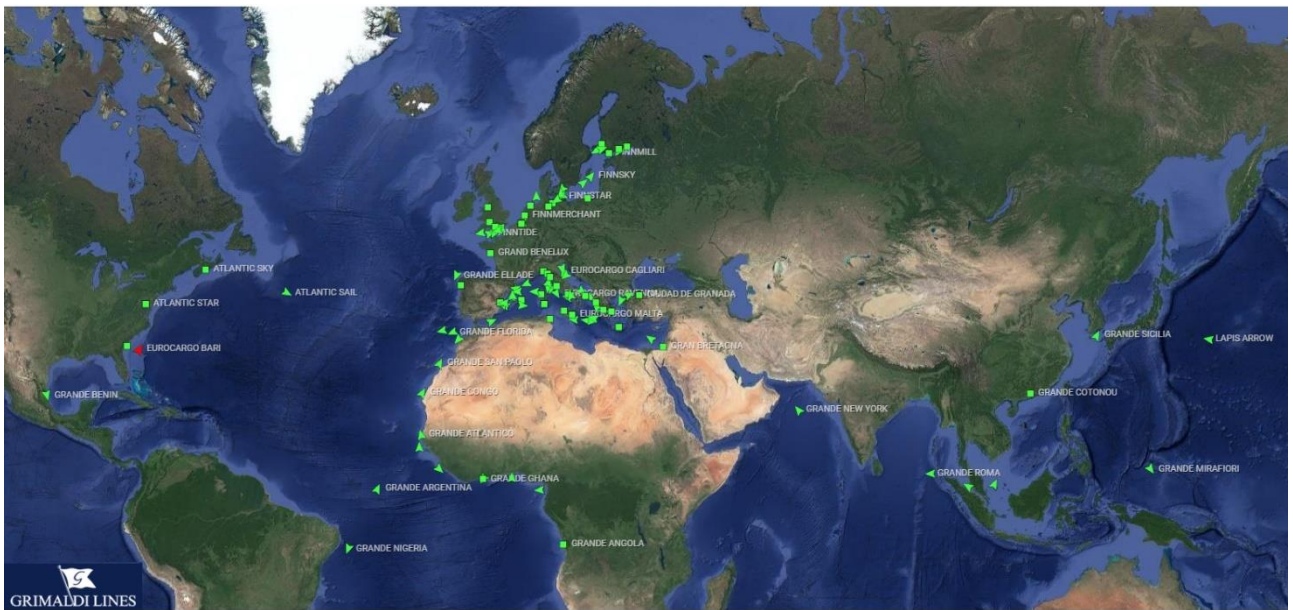 FINNMILL
FINNSKY
FINNSTAR
FINNMERCHANT
FINNTIDE
GRAND BENELUX
ATLANTIC SKY
GRANDE ELLADE
EUROCARGO CAGLIARI
ATLANTIC SAIL
EUROCARGO RAVENNA
CIUDAD DE GRANADA
ATLANTIC STAR
EUROCARGO MALTA
GRANDE FLORIDA
GRANDE SICILIA
LAPIS ARROW
EUROCARGO BARI
GRAN BRETAGNA
GRANDE SAN PAOLO
GRANDE BENIN
GRANDE CONGO
GRANDE COTONOU
GRANDE NEW YORK
GRANDE ATLANTICO
GRANDE MIRAFIORI
GRANDE ROMA
GRANDE GHANA
GRANDE ARGENTINA
GRANDE NIGERIA
GRANDE ANGOLA
G
GRIMALDI LINES